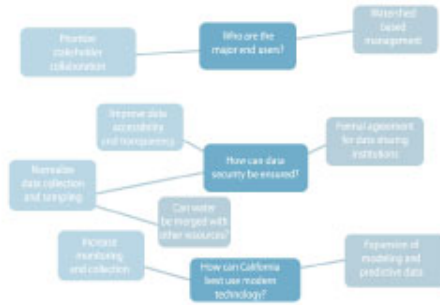 Prioritize
stakeholder
collaboration
Who are the
major end users?
Watershed
based
management
Improve data
accessibility
and transparency
How can data
security be ensured?
Formal agreement
for data sharing
institutions
Normalize
data collection
and sampling
Can water
be merged with
other resources?
Increase
monitoring
and collection
How can California
best use modern
technology?
Expansion of
modeling and
predictive data